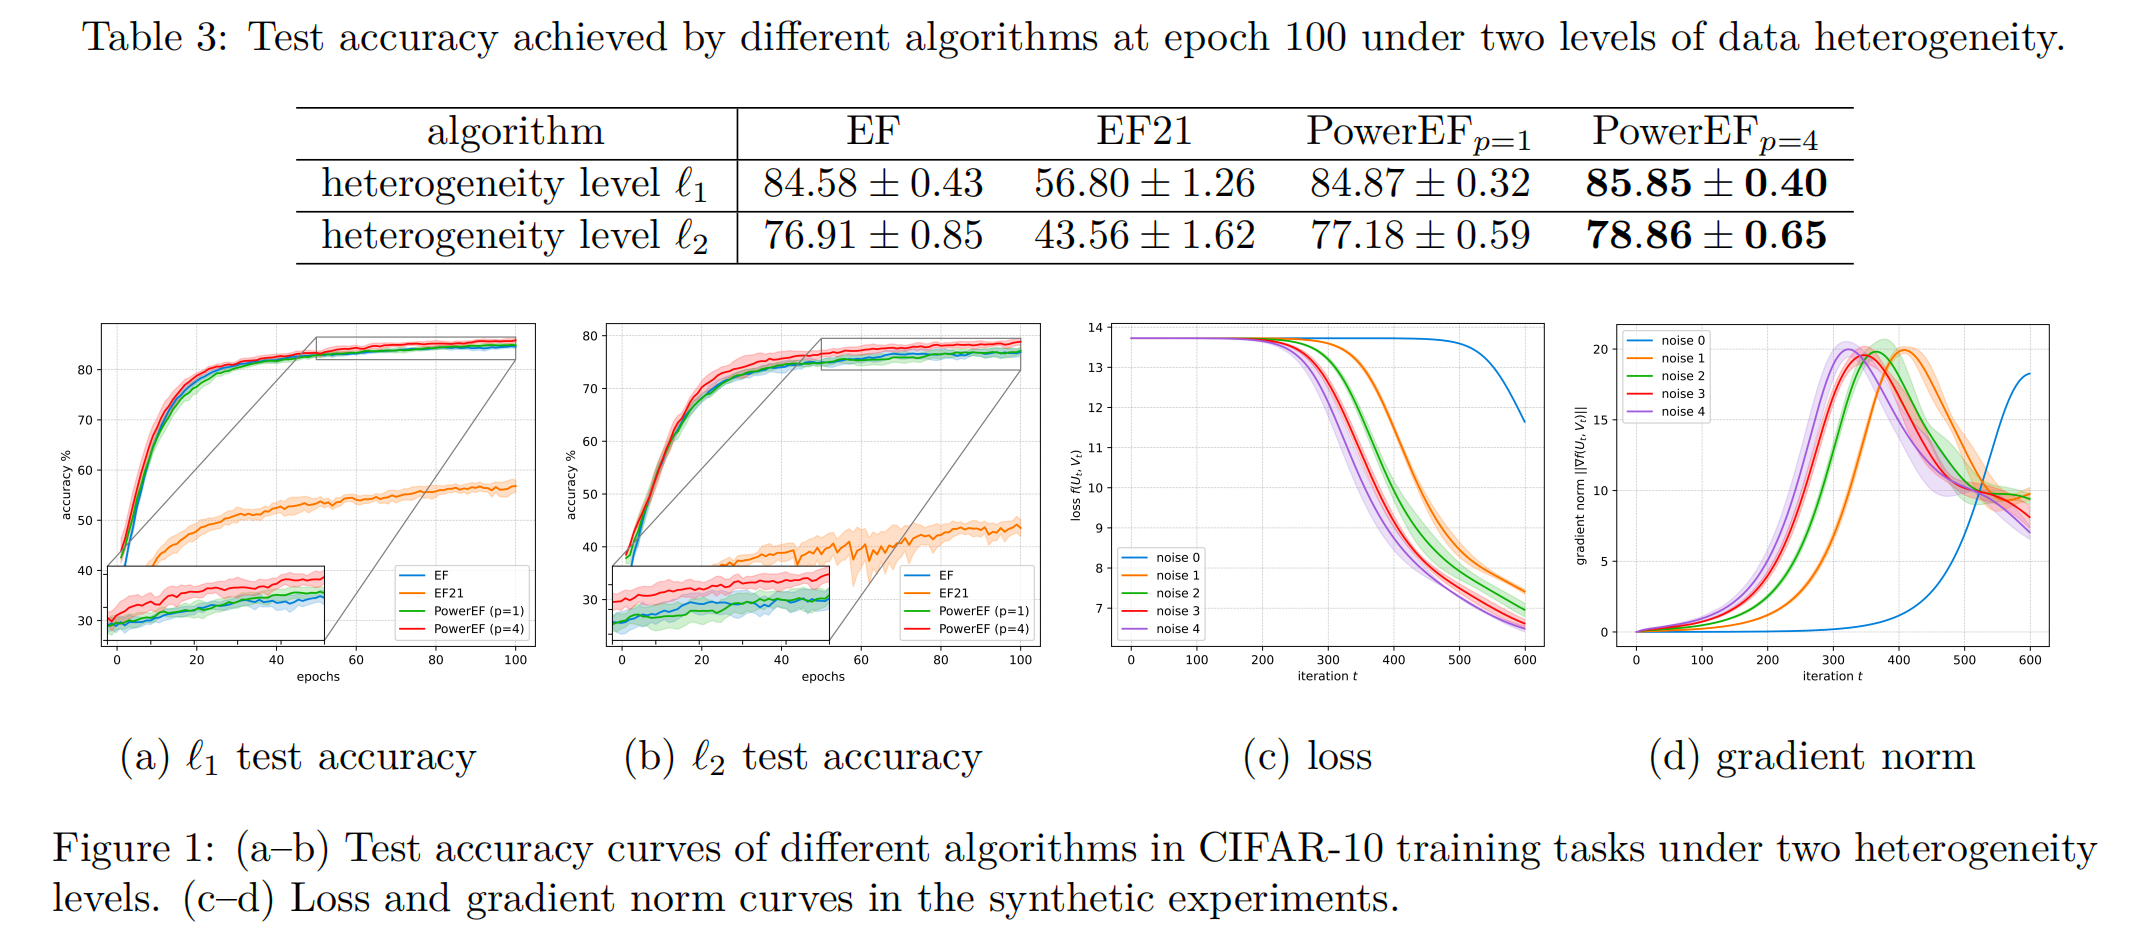 Table 3: Test accuracy achieved by different algorithms at epoch 100 under two levels of data heterogeneity.
algorithm EF EF21 PowerEF_{p=1} PowerEF_{p=4}
heterogeneity level ℓ₁ 84.58 ± 0.43 56.80 ± 1.26 84.87 ± 0.32 85.85 ± 0.40
heterogeneity level ℓ₂ 76.91 ± 0.85 43.56 ± 1.62 77.18 ± 0.59 78.86 ± 0.65
accuracy %
80
70
60
50
40
30
EF
EF21
PowerEF (p=1)
PowerEF (p=4)
0 20 40 60 80 100
epochs
(a) ℓ₁ test accuracy
accuracy %
80
70
60
50
40
30
EF
EF21
PowerEF (p=1)
PowerEF (p=4)
0 20 40 60 80 100
epochs
(b) ℓ₂ test accuracy
loss f(Uₜ, Vₜ)
14
13
12
11
10
9
8
7
noise 0
noise 1
noise 2
noise 3
noise 4
0 100 200 300 400 500 600
iteration t
(c) loss
gradient norm ||∇f(Uₜ, Vₜ)||
20
15
10
5
0
noise 0
noise 1
noise 2
noise 3
noise 4
0 100 200 300 400 500 600
iteration t
(d) gradient norm
Figure 1: (a–b) Test accuracy curves of different algorithms in CIFAR-10 training tasks under two heterogeneity
levels. (c–d) Loss and gradient norm curves in the synthetic experiments.